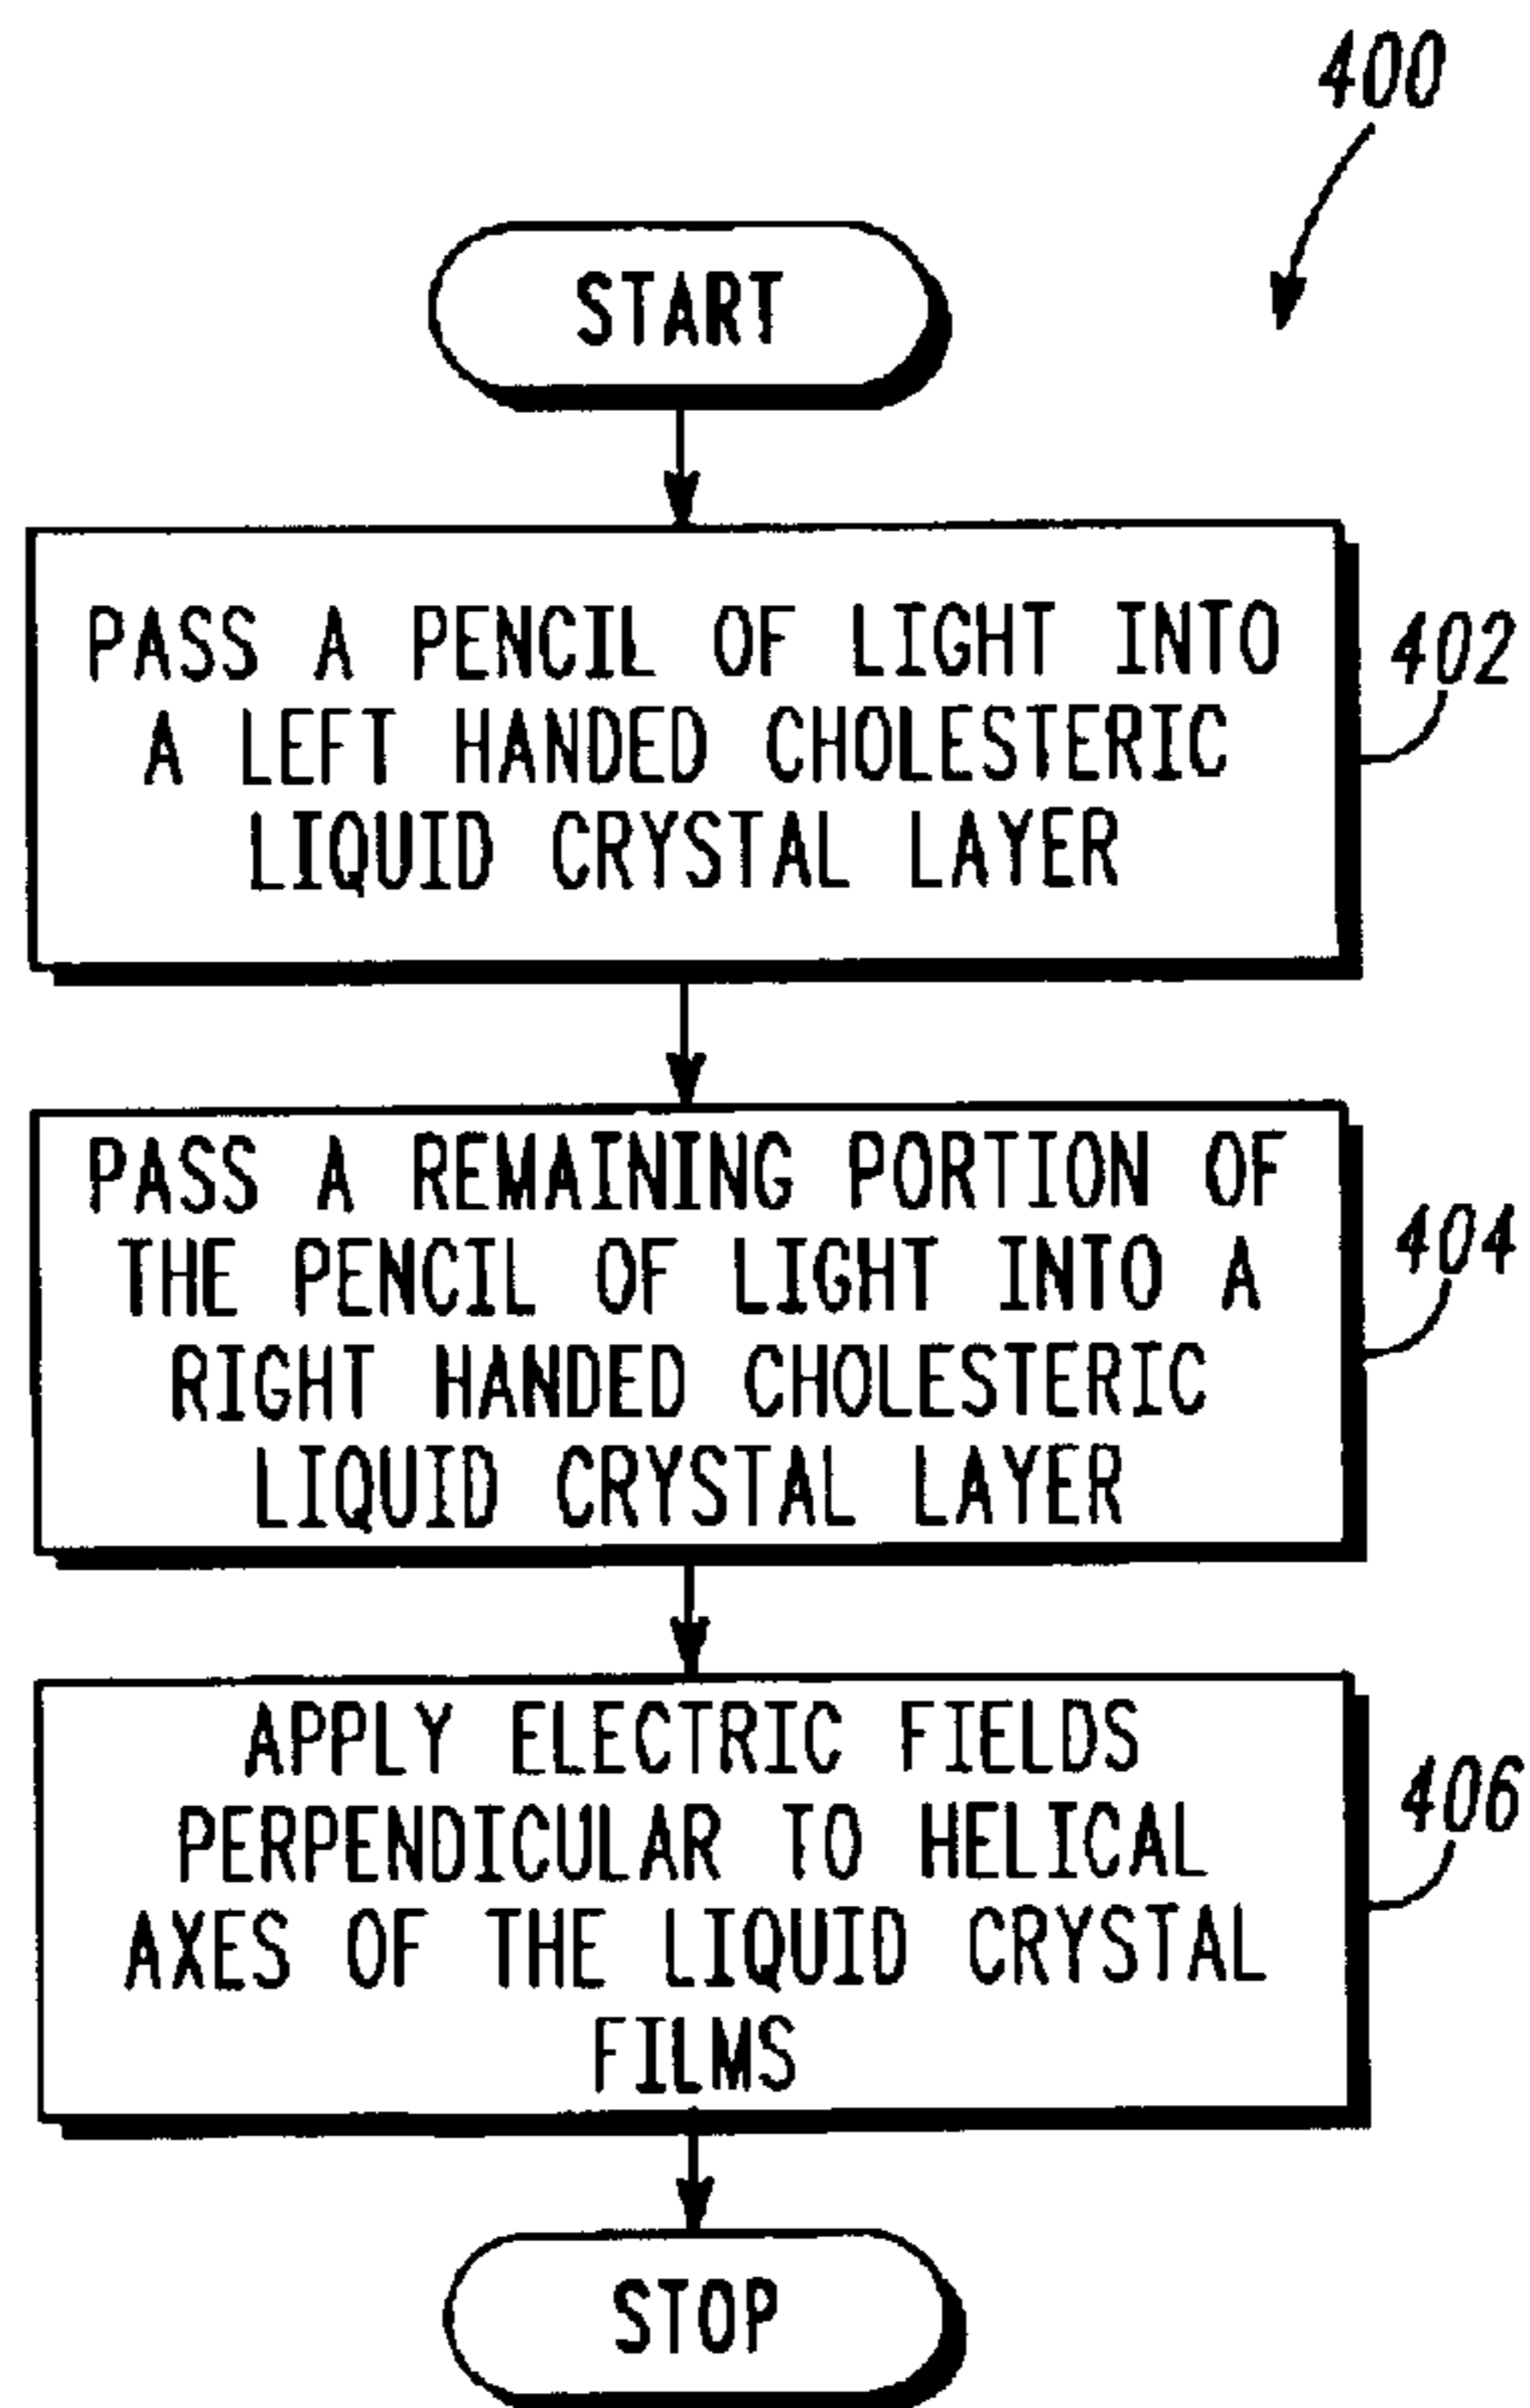 400
START
PASS A PENCIL OF LIGHT INTO
A LEFT HANDED CHOLESTERIC
LIQUID CRYSTAL LAYER
402
PASS A REMAINING PORTION OF
THE PENCIL OF LIGHT INTO A
RIGHT HANDED CHOLESTERIC
LIQUID CRYSTAL LAYER
404
APPLY ELECTRIC FIELDS
PERPENDICULAR TO HELICAL
AXES OF THE LIQUID CRYSTAL
FILMS
406
STOP